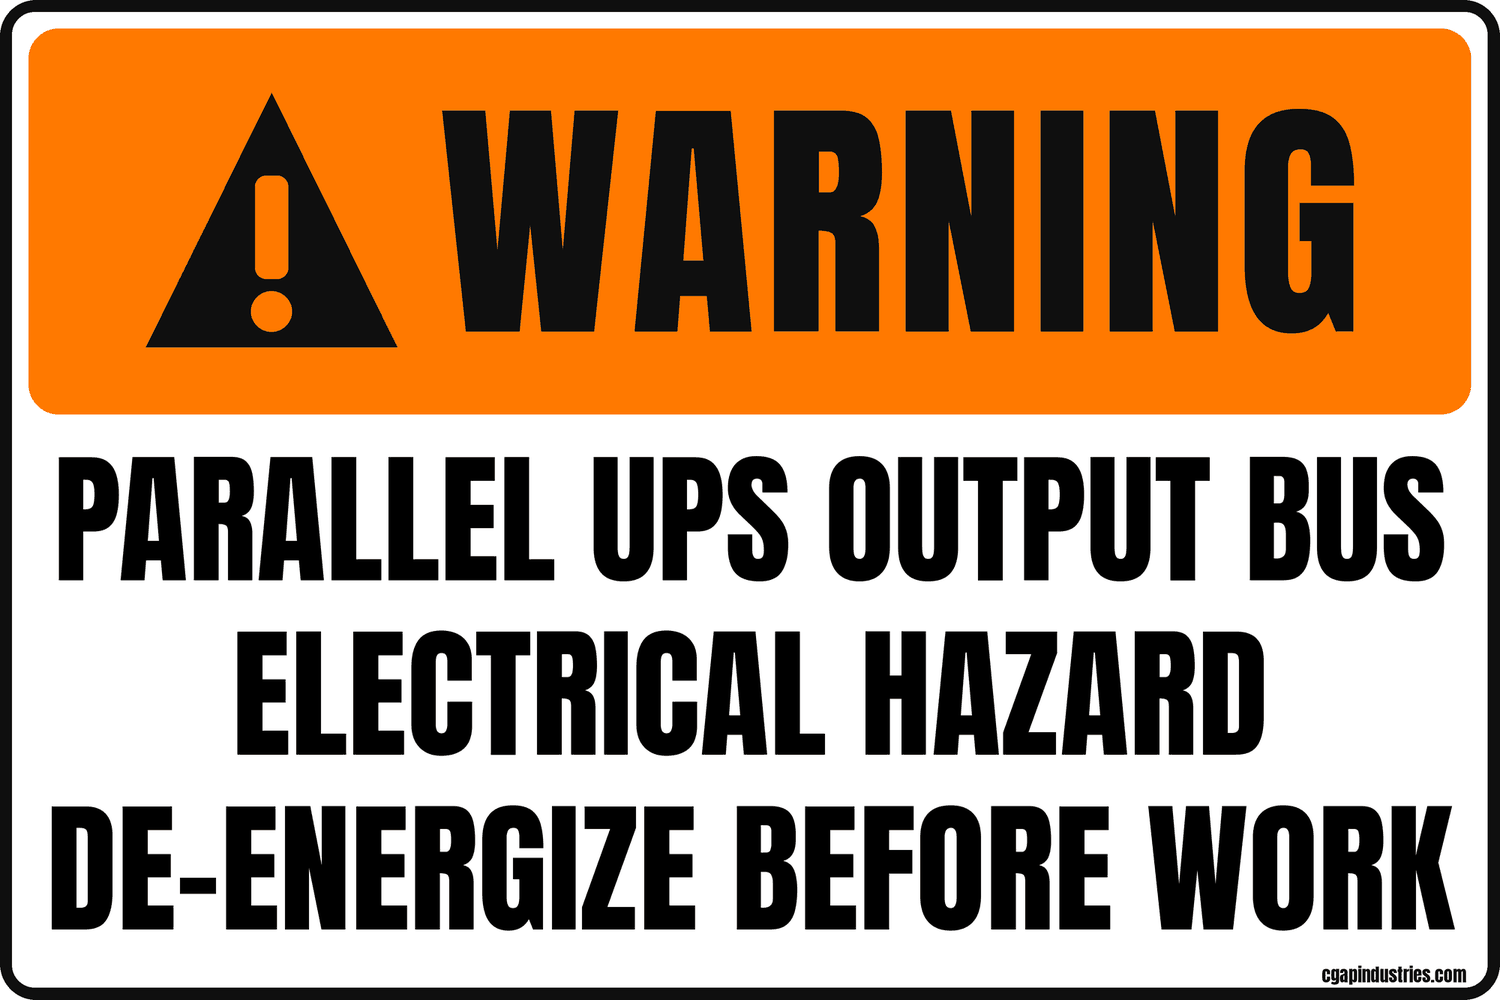 WARNING
PARALLEL UPS OUTPUT BUS
ELECTRICAL HAZARD
DE-ENERGIZE BEFORE WORK
cgapindustries.com